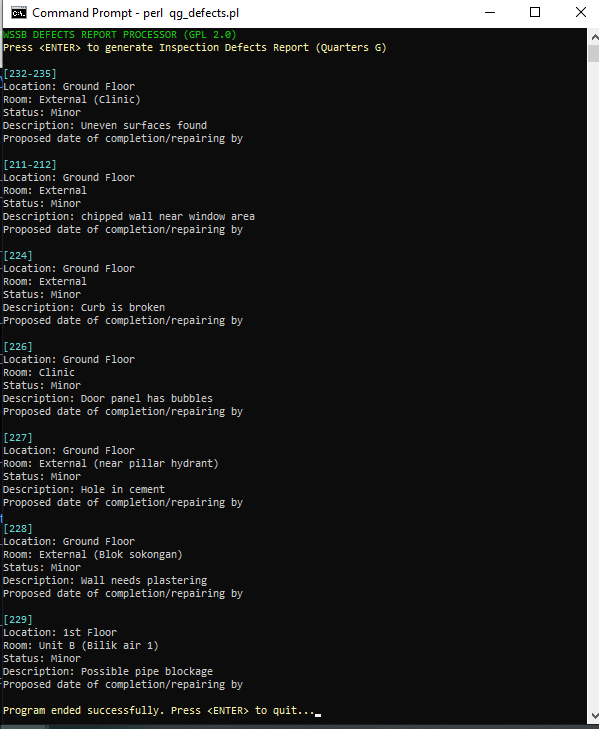 Command Prompt - perl qg_defects.pl
WSSB DEFECTS REPORT PROCESSOR (GPL 2.0)
Press <ENTER> to generate Inspection Defects Report (Quarters G)
[232-235]
Location: Ground Floor
Room: External (Clinic)
Status: Minor
Description: Uneven surfaces found
Proposed date of completion/repairing by
[211-212]
Location: Ground Floor
Room: External
Status: Minor
Description: chipped wall near window area
Proposed date of completion/repairing by
[224]
Location: Ground Floor
Room: External
Status: Minor
Description: Curb is broken
Proposed date of completion/repairing by
[226]
Location: Ground Floor
Room: Clinic
Status: Minor
Description: Door panel has bubbles
Proposed date of completion/repairing by
[227]
Location: Ground Floor
Room: External (near pillar hydrant)
Status: Minor
Description: Hole in cement
Proposed date of completion/repairing by
[228]
Location: Ground Floor
Room: External (Blok sokongan)
Status: Minor
Description: Wall needs plastering
Proposed date of completion/repairing by
[229]
Location: 1st Floor
Room: Unit B (Bilik air 1)
Status: Minor
Description: Possible pipe blockage
Proposed date of completion/repairing by
Program ended successfully. Press <ENTER> to quit..._